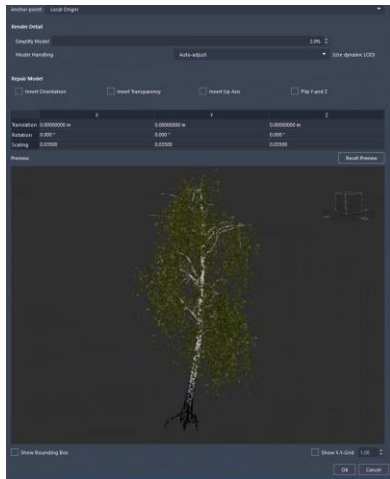 Anchor point: Local Origin
Render Detail
Simplify Model 2.0%
Model Handling Auto-adjust (Use dynamic LOD)
Repair Model
Invert Orientation Invert Transparency Invert Up Axis Flip Y and Z
X Y Z
Translation 0.00000000 m 0.00000000 m 0.00000000 m
Rotation 0.000 ° 0.000 ° 0.000 °
Scaling 0.03500 0.03500 0.03500
Preview Reset Preview
Show Bounding Box Show X-Y-Grid 1.00
OK Cancel